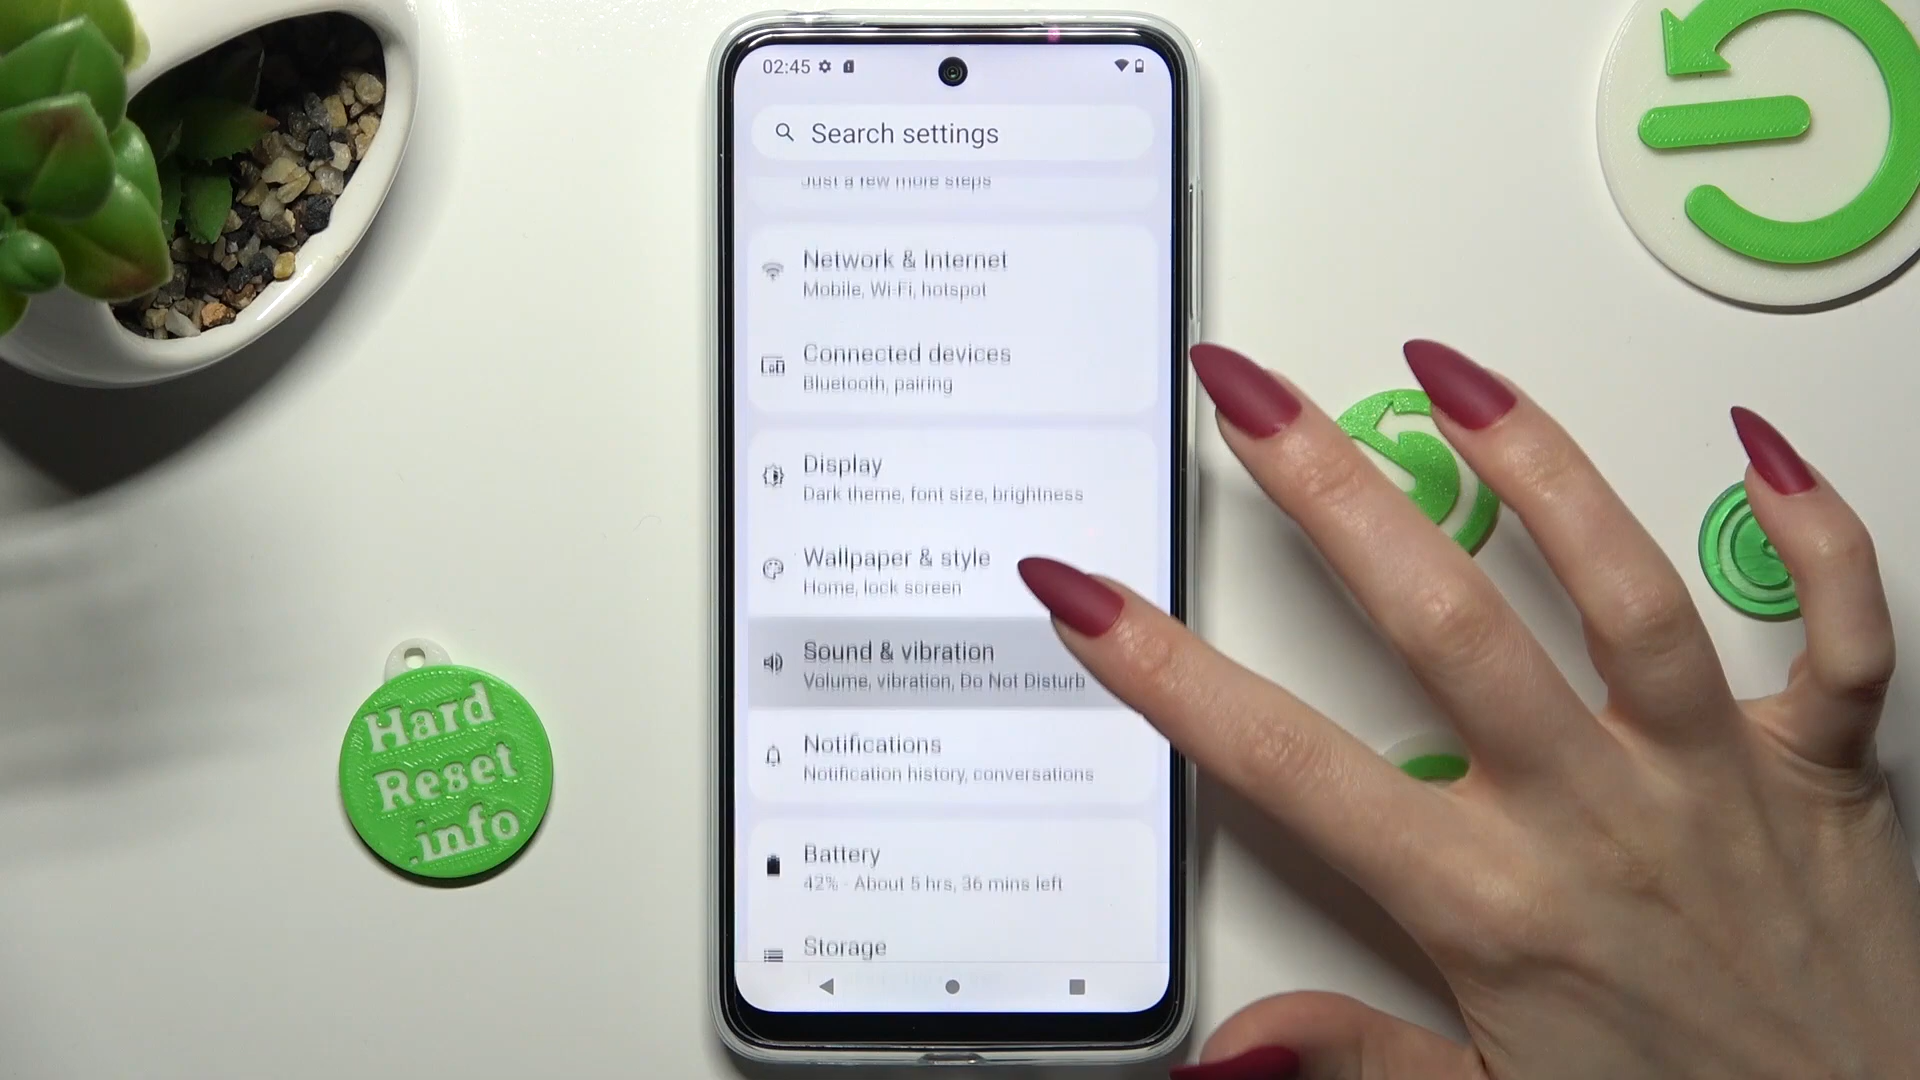 02:45
Search settings
Just a few more steps
Network & Internet
Mobile, Wi-Fi, hotspot
Connected devices
Bluetooth, pairing
Display
Dark theme, font size, brightness
Wallpaper & style
Home, lock screen
Sound & vibration
Volume, vibration, Do Not Disturb
Notifications
Notification history, conversations
Battery
42% - About 5 hrs, 36 mins left
Storage
Hard
Reset
.info